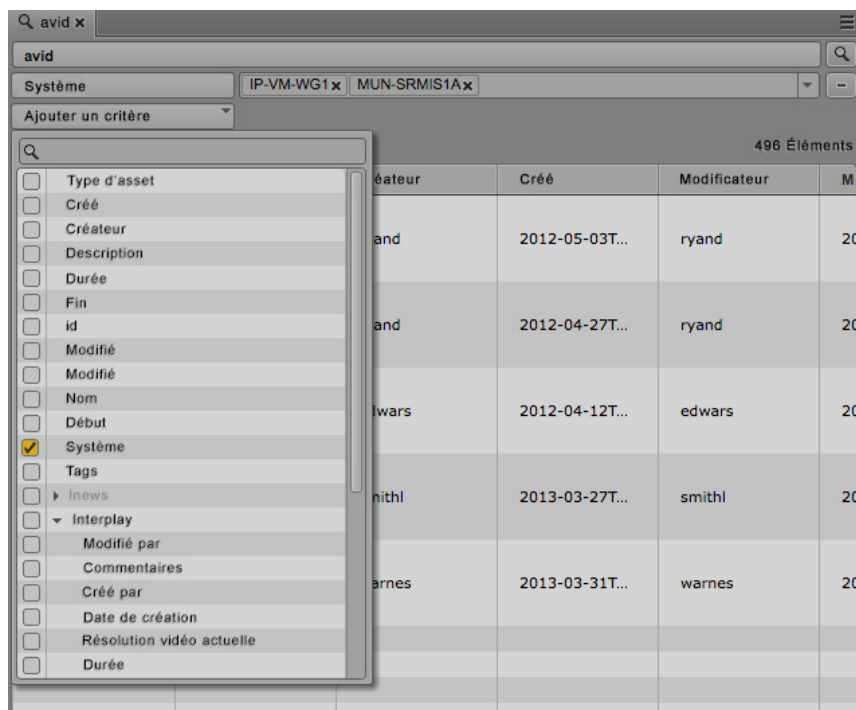 avid
avid
Système IP-VM-WG1 MUN-SRMIS1A
Ajouter un critère
496 Éléments
éateur Créé Modificateur M
Type d'asset
Créé
Créateur
Description
Durée
Fin
id
Modifié
Modifié
Nom
Début
Système
Tags
Inews
Interplay
Modifié par
Commentaires
Créé par
Date de création
Résolution vidéo actuelle
Durée
and 2012-05-03T... ryand 20
and 2012-04-27T... ryand 20
wars 2012-04-12T... edwars 20
nithl 2013-03-27T... smithl 20
arnes 2013-03-31T... warnes 20